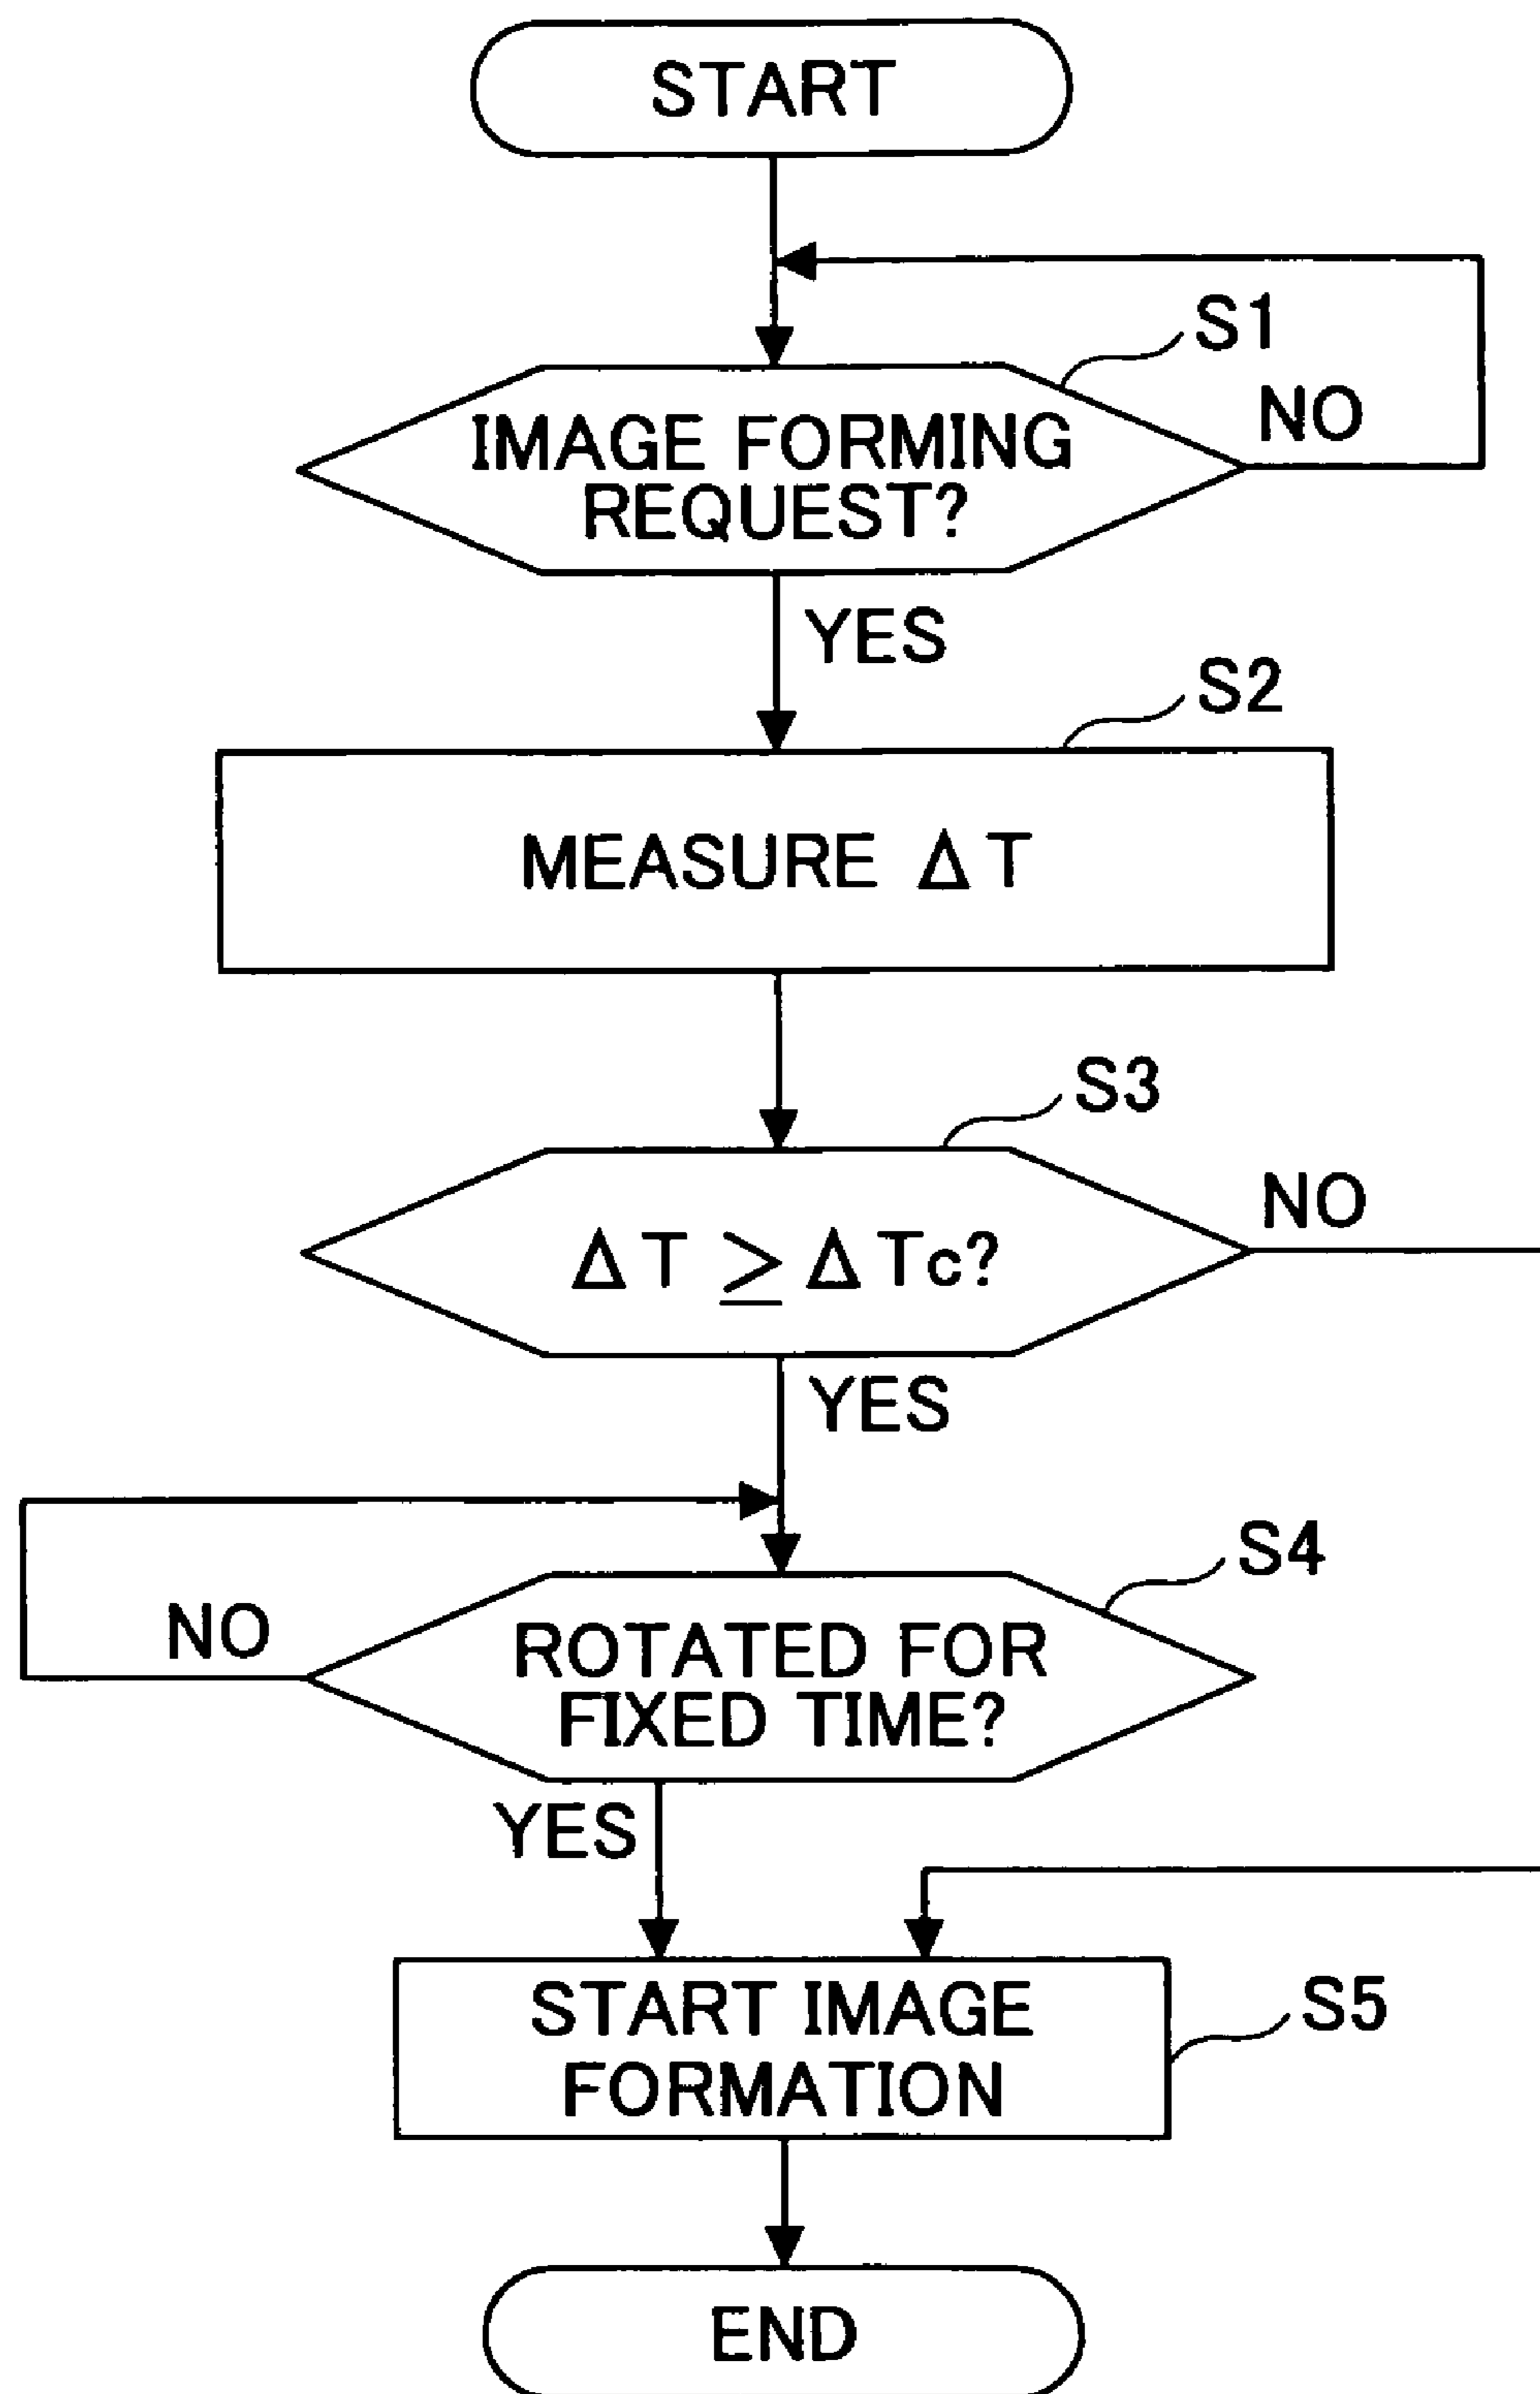 START
S1
NO
IMAGE FORMING
REQUEST?
YES
S2
MEASURE ΔT
S3
NO
ΔT ≥ ΔTc?
YES
S4
NO
ROTATED FOR
FIXED TIME?
YES
START IMAGE
FORMATION
S5
END